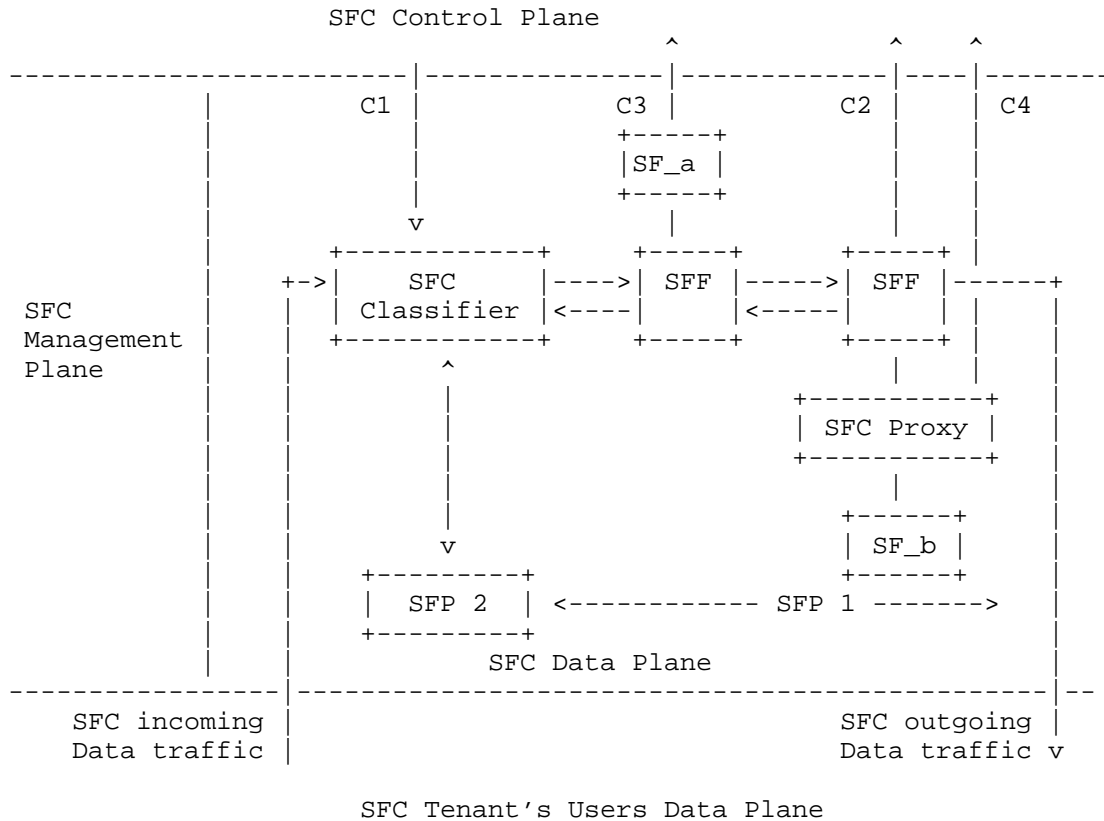 SFC Control Plane
C1 C3 C2 C4
SF_a
SFC SFF SFF
SFC Classifier
Management
Plane
SFC Proxy
SF_b
SFP 2 SFP 1
SFC Data Plane
SFC incoming SFC outgoing
Data traffic Data traffic
SFC Tenant's Users Data Plane